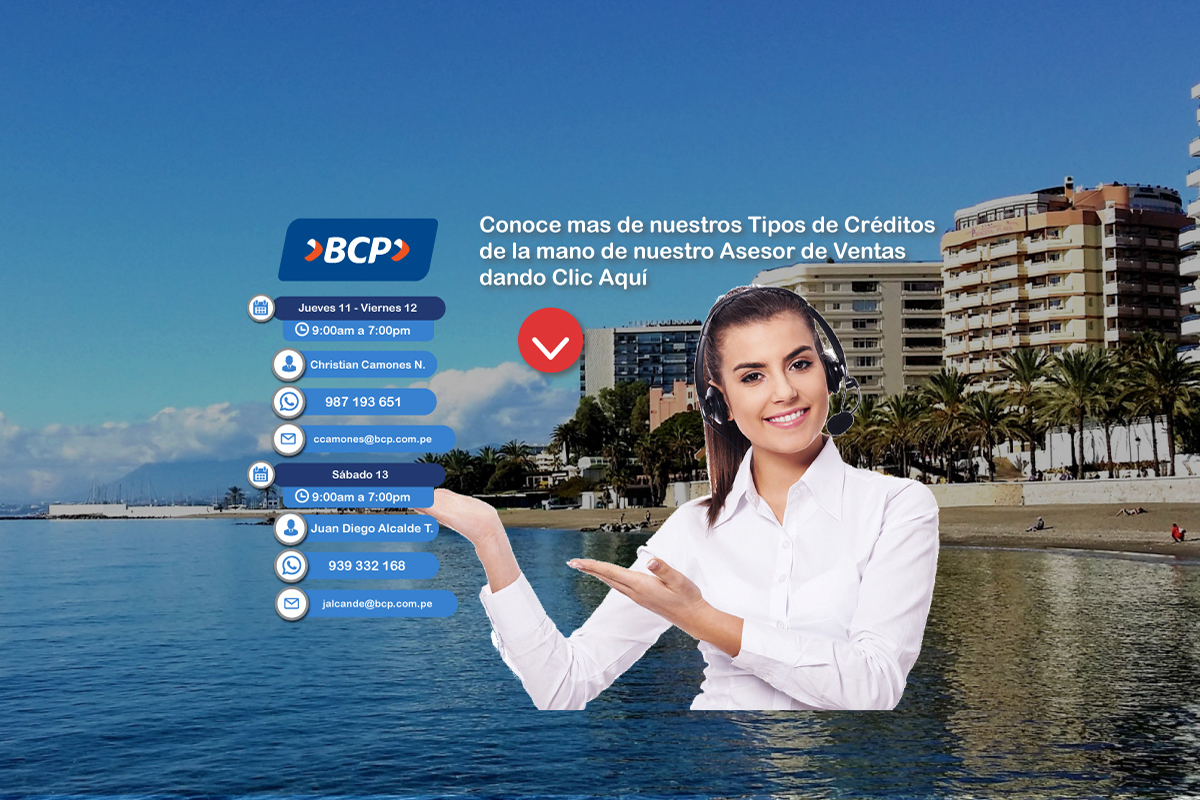 BCP
Conoce mas de nuestros Tipos de Créditos
de la mano de nuestro Asesor de Ventas
dando Clic Aquí
Jueves 11 - Viernes 12
9:00am a 7:00pm
Christian Camones N.
987 193 651
ccamones@bcp.com.pe
Sábado 13
9:00am a 7:00pm
Juan Diego Alcalde T.
939 332 168
jalcande@bcp.com.pe